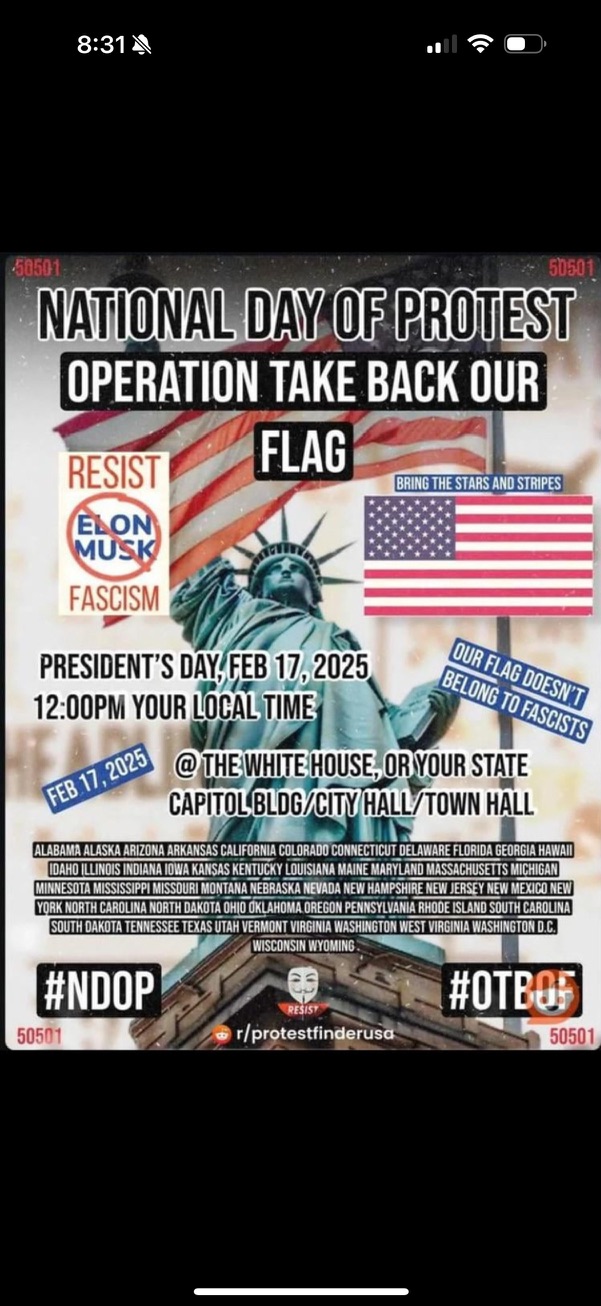 8:31
50501 50501
NATIONAL DAY OF PROTEST
OPERATION TAKE BACK OUR
FLAG
RESIST
ELON
MUSK
FASCISM
BRING THE STARS AND STRIPES
PRESIDENT'S DAY, FEB 17, 2025
12:00PM YOUR LOCAL TIME
OUR FLAG DOESN'T
BELONG TO FASCISTS
FEB 17, 2025
@ THE WHITE HOUSE, OR YOUR STATE
CAPITOL BLDG/CITY HALL/TOWN HALL
ALABAMA ALASKA ARIZONA ARKANSAS CALIFORNIA COLORADO CONNECTICUT DELAWARE FLORIDA GEORGIA HAWAII
IDAHO ILLINOIS INDIANA IOWA KANSAS KENTUCKY LOUISIANA MAINE MARYLAND MASSACHUSETTS MICHIGAN
MINNESOTA MISSISSIPPI MISSOURI MONTANA NEBRASKA NEVADA NEW HAMPSHIRE NEW JERSEY NEW MEXICO NEW
YORK NORTH CAROLINA NORTH DAKOTA OHIO OKLAHOMA OREGON PENNSYLVANIA RHODE ISLAND SOUTH CAROLINA
SOUTH DAKOTA TENNESSEE TEXAS UTAH VERMONT VIRGINIA WASHINGTON WEST VIRGINIA WASHINGTON D.C.
WISCONSIN WYOMING
#NDOP
RESIST
50501 r/protestfinderusa 50501